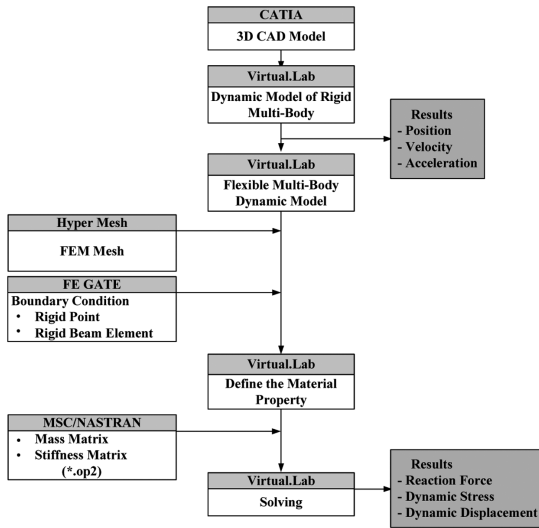 CATIA
3D CAD Model
Virtual.Lab
Dynamic Model of Rigid
Multi-Body
Results
- Position
- Velocity
- Acceleration
Virtual.Lab
Flexible Multi-Body
Dynamic Model
Hyper Mesh
FEM Mesh
FE GATE
Boundary Condition
• Rigid Point
• Rigid Beam Element
Virtual.Lab
Define the Material
Property
MSC/NASTRAN
• Mass Matrix
• Stiffness Matrix
(*.op2)
Virtual.Lab
Solving
Results
- Reaction Force
- Dynamic Stress
- Dynamic Displacement